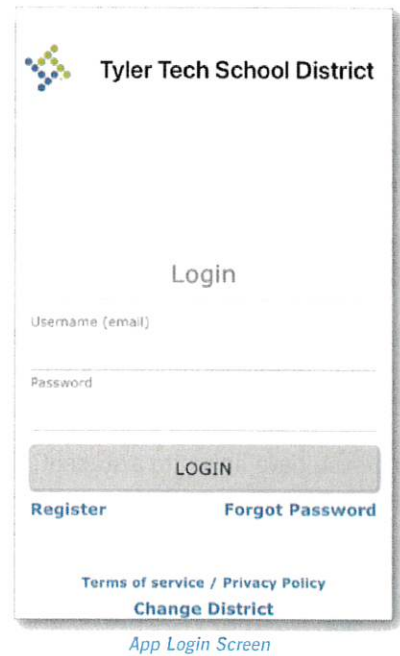 Tyler Tech School District
Login
Username (email)
Password
LOGIN
Register Forgot Password
Terms of service / Privacy Policy
Change District
App Login Screen